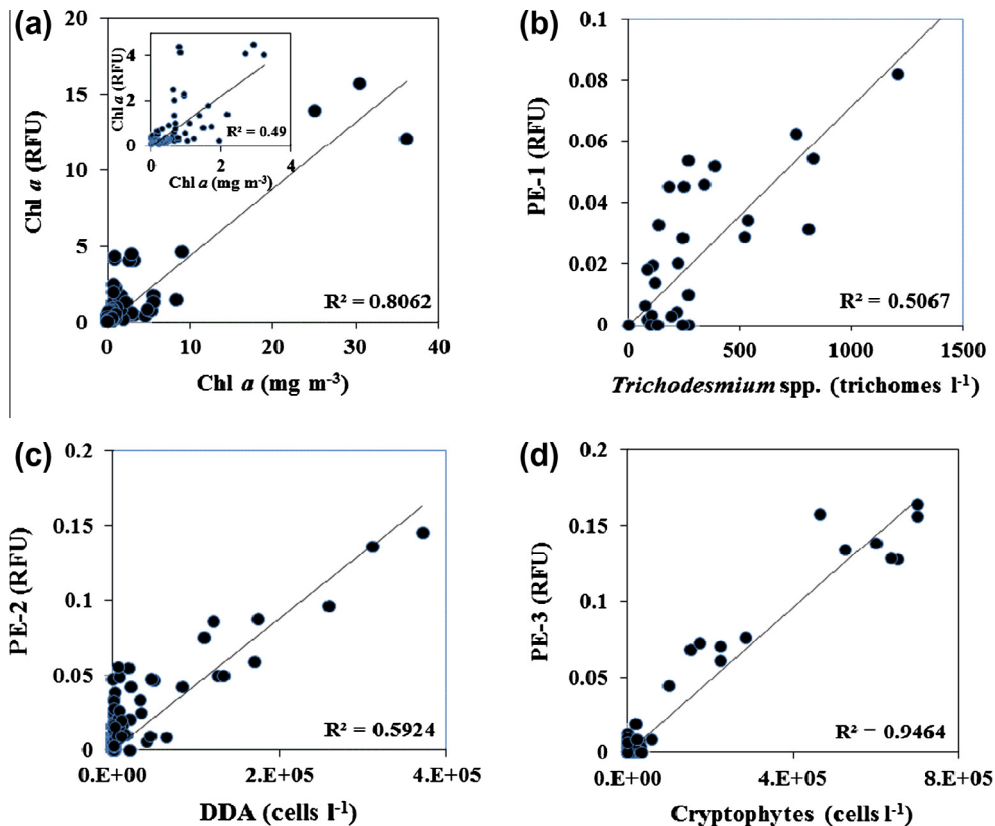 (a)
20
15
10
5
0
Chl a (RFU)
4
2
0
Chl a (RFU)
R² = 0.49
0 2 4
Chl a (mg m⁻³)
R² = 0.8062
0 10 20 30 40
Chl a (mg m⁻³)
(b)
0.1
0.08
0.06
0.04
0.02
0
PE-1 (RFU)
R² = 0.5067
0 500 1000 1500
Trichodesmium spp. (trichomes l⁻¹)
(c)
0.2
0.15
0.1
0.05
0
PE-2 (RFU)
R² = 0.5924
0.E+00 2.E+05 4.E+05
DDA (cells l⁻¹)
(d)
0.2
0.15
0.1
0.05
0
PE-3 (RFU)
R² = 0.9464
0.E+00 4.E+05 8.E+05
Cryptophytes (cells l⁻¹)